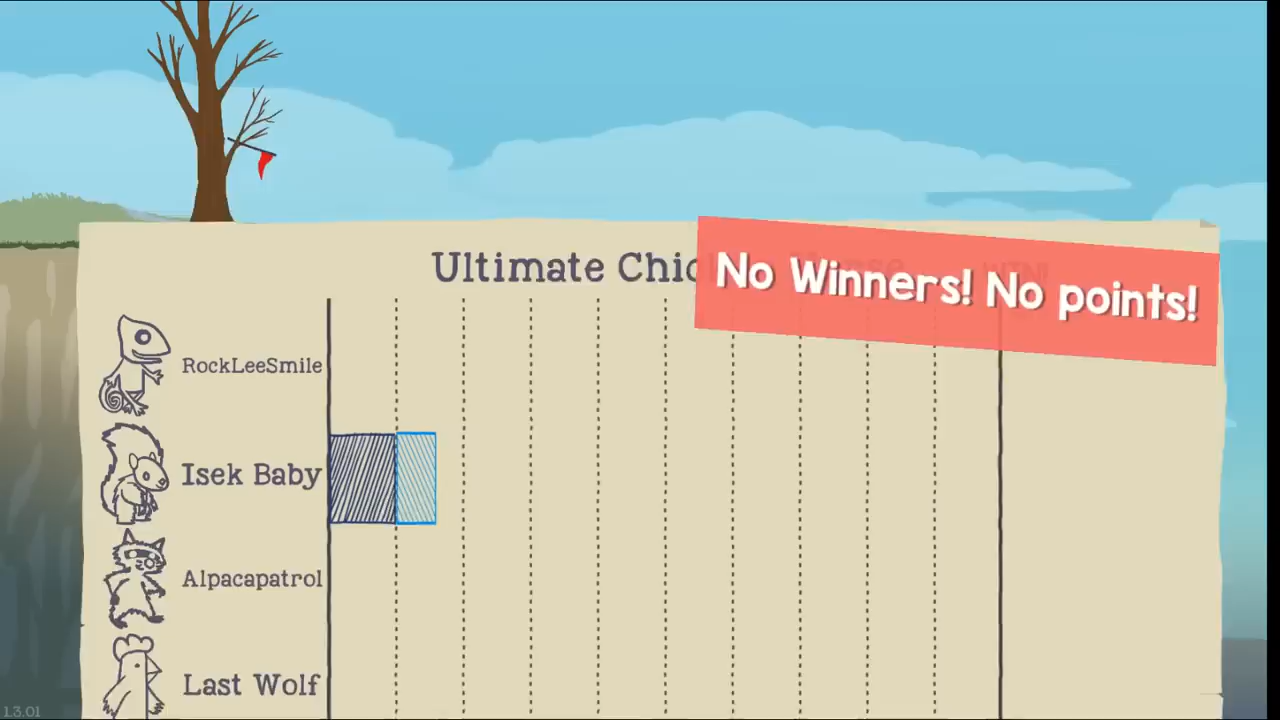 Ultimate Chic
No Winners! No points!
RockLeeSmile
Isek Baby
Alpacapatrol
Last Wolf
1.3.01